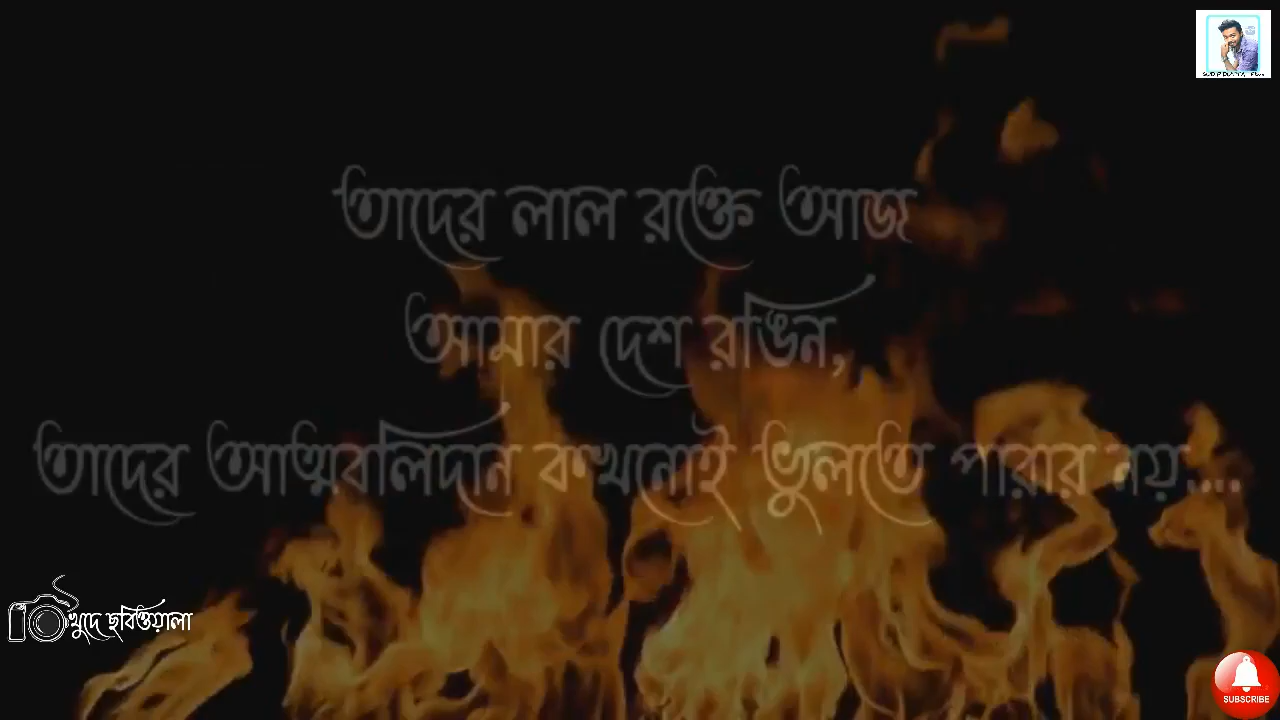 তাদের লাল রক্তে আজ
আমার দেশ রঙিন,
তাদের আত্মবলিদান কখনোই ভুলতে পারার নয়....
খুদে ছবিওয়ালা
SUBSCRIBE